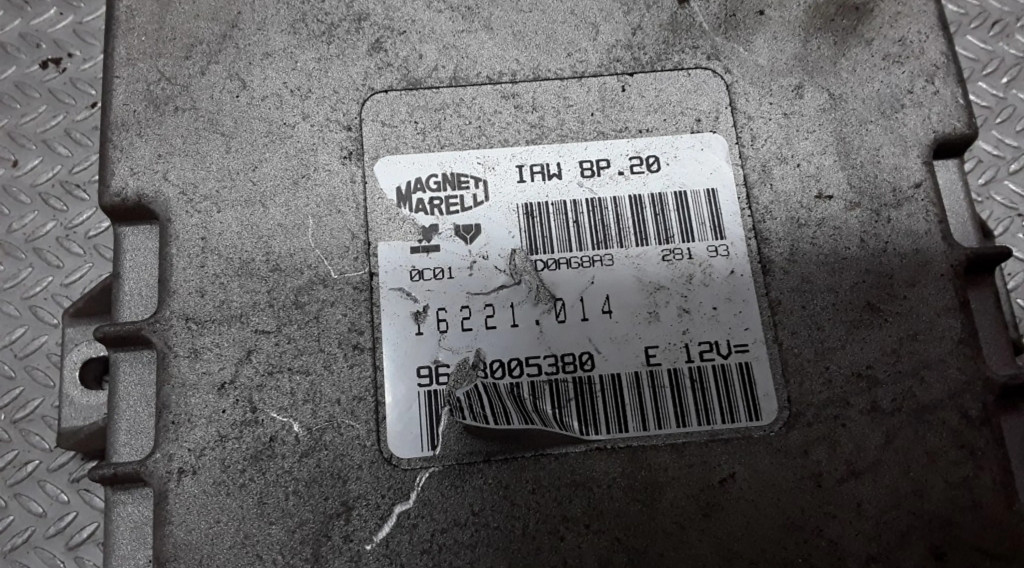 IAW 8P.20
MAGNETI
MARELLI
D0AG8A3 281 93
0C01
16221.014
E 12V=